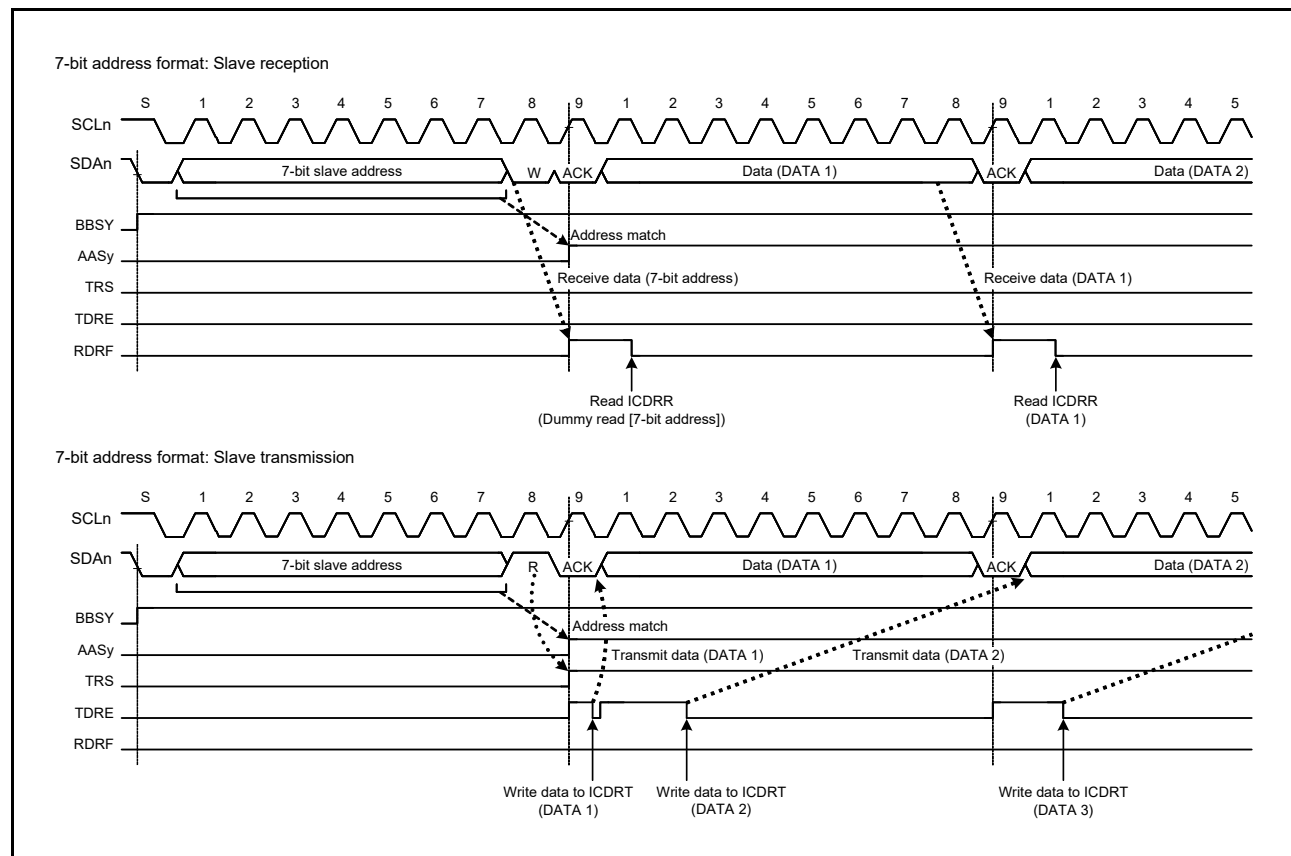 7-bit address format: Slave reception
S 1 2 3 4 5 6 7 8 9 1 2 3 4 5 6 7 8 9 1 2 3 4 5
SCLn
SDAn 7-bit slave address W ACK Data (DATA 1) ACK Data (DATA 2)
BBSY
Address match
AASy
Receive data (7-bit address) Receive data (DATA 1)
TRS
TDRE
RDRF
Read ICDRR Read ICDRR
(Dummy read [7-bit address]) (DATA 1)
7-bit address format: Slave transmission
S 1 2 3 4 5 6 7 8 9 1 2 3 4 5 6 7 8 9 1 2 3 4 5
SCLn
SDAn 7-bit slave address R ACK Data (DATA 1) ACK Data (DATA 2)
BBSY
Address match
AASy
Transmit data (DATA 1) Transmit data (DATA 2)
TRS
TDRE
RDRF
Write data to ICDRT Write data to ICDRT Write data to ICDRT
(DATA 1) (DATA 2) (DATA 3)